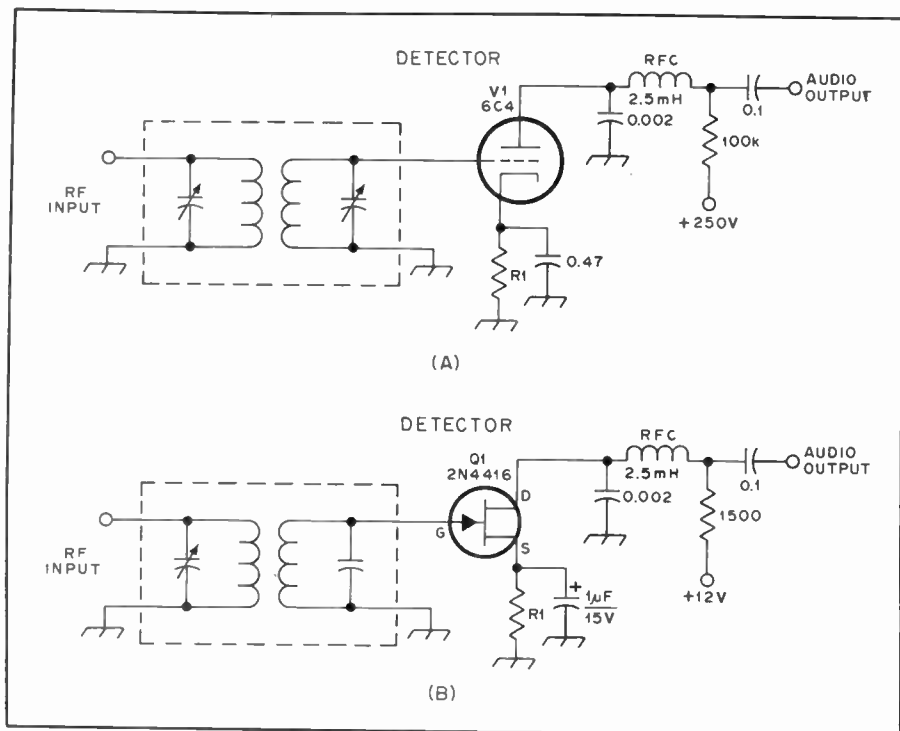 DETECTOR
RFC
V1
6C4
2.5mH
0.002
0.1
AUDIO
OUTPUT
100k
+250V
RF
INPUT
R1
0.47
(A)
DETECTOR
RFC
Q1
2N4416
2.5mH
0.002
0.1
AUDIO
OUTPUT
D
G
S
1500
+12V
RF
INPUT
R1
+
1µF
15V
(B)